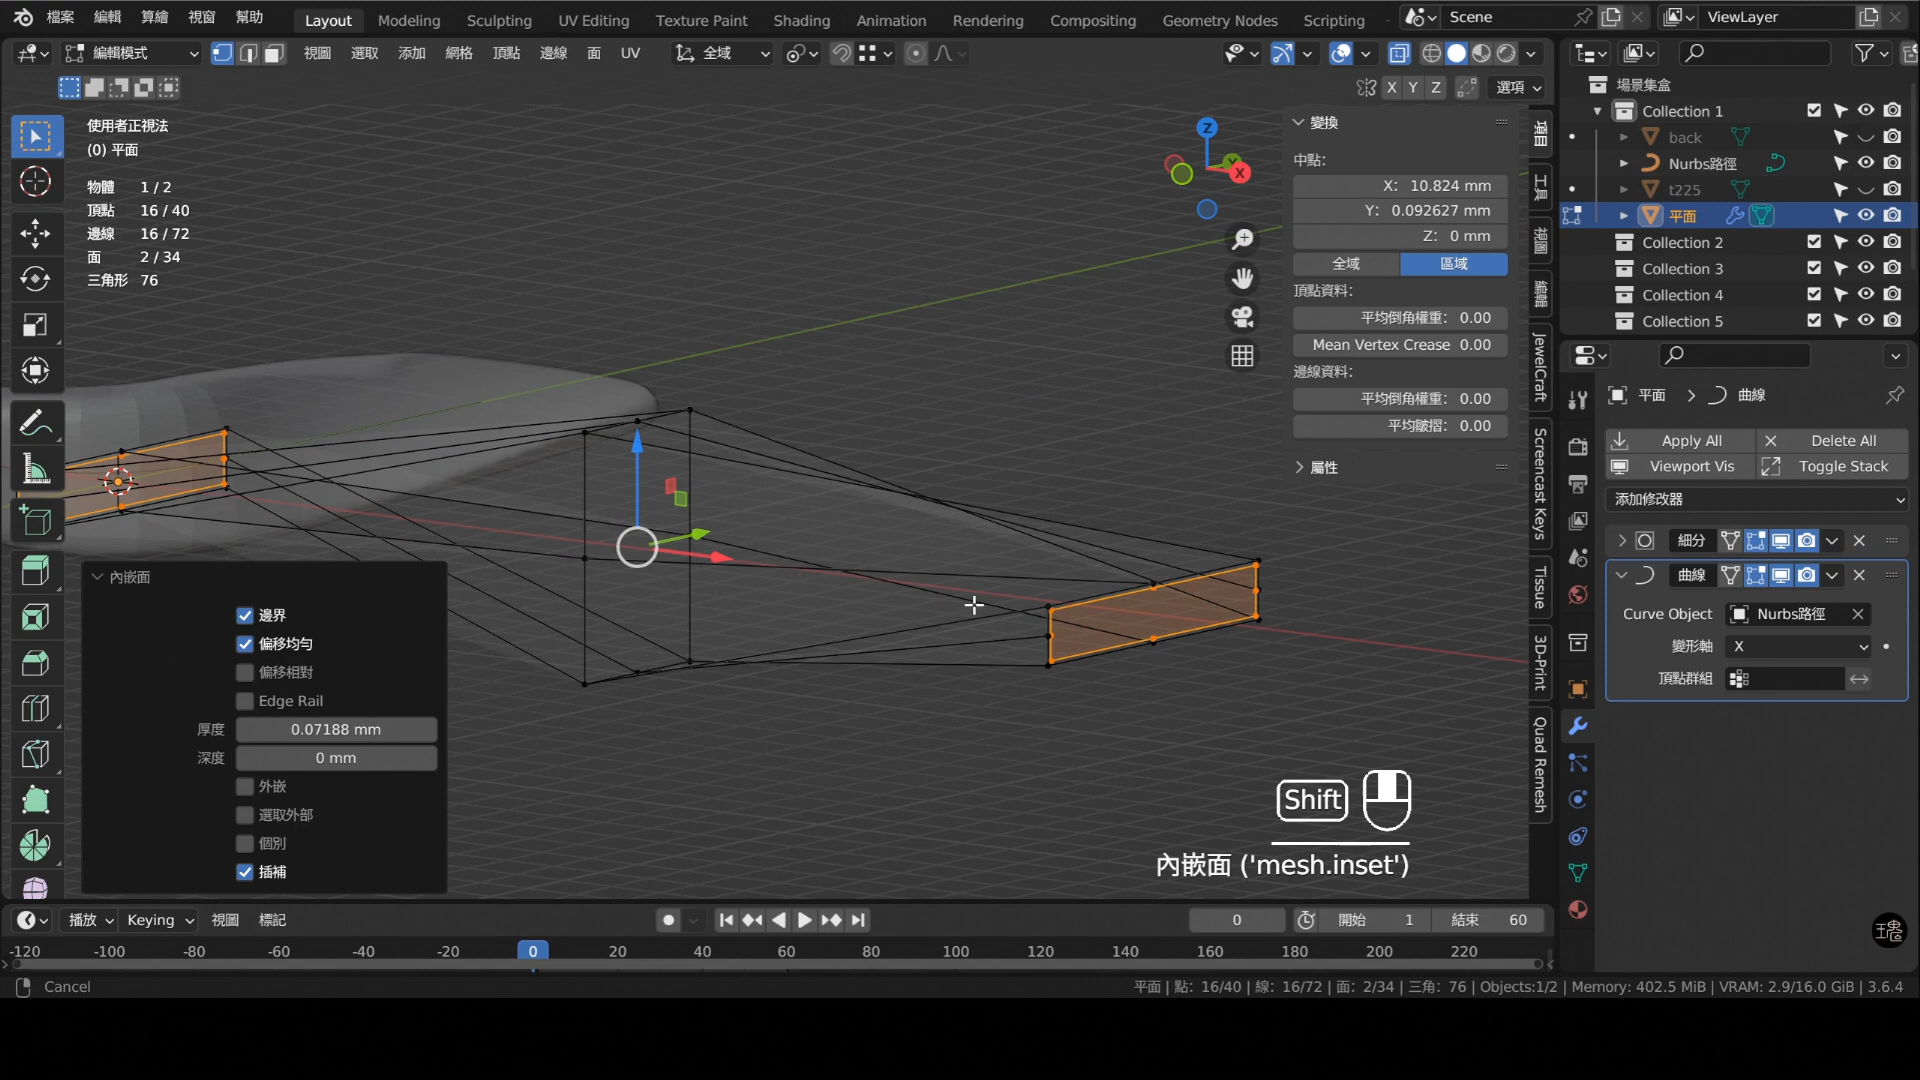 檔案 編輯 算繪 視窗 幫助 Layout Modeling Sculpting UV Editing Texture Paint Shading Animation Rendering Compositing Geometry Nodes Scripting Scene ViewLayer
編輯模式 視圖 選取 添加 網格 頂點 邊線 面 UV 全域
X Y Z 選項
使用者正視法
(0) 平面
物體 1 / 2
頂點 16 / 40
邊線 16 / 72
面 2 / 34
三角形 76
Z
X
變換
中點:
X: 10.824 mm
Y: 0.092627 mm
Z: 0 mm
全域 區域
頂點資料:
平均倒角權重: 0.00
Mean Vertex Crease 0.00
邊線資料:
平均倒角權重: 0.00
平均皺摺: 0.00
屬性
項目
工具
視圖
編輯
JewelCraft
Screencast Keys
Tissue
3D-Print
Quad Remesh
場景集盒
Collection 1
back
Nurbs路徑
t225
平面
Collection 2
Collection 3
Collection 4
Collection 5
平面 > 曲線
Apply All Delete All
Viewport Vis Toggle Stack
添加修改器
細分
曲線
Curve Object Nurbs路徑
變形軸 X
頂點群組
內嵌面
邊界
偏移均勻
偏移相對
Edge Rail
厚度 0.07188 mm
深度 0 mm
外嵌
選取外部
個別
插補
Shift
內嵌面 ('mesh.inset')
播放 Keying 視圖 標記 0 開始 1 結束 60
-120 -100 -80 -60 -40 -20 0 20 40 60 80 100 120 140 160 180 200 220
Cancel 平面 | 點: 16/40 | 線: 16/72 | 面: 2/34 | 三角: 76 | Objects:1/2 | Memory: 402.5 MiB | VRAM: 2.9/16.0 GiB | 3.6.4